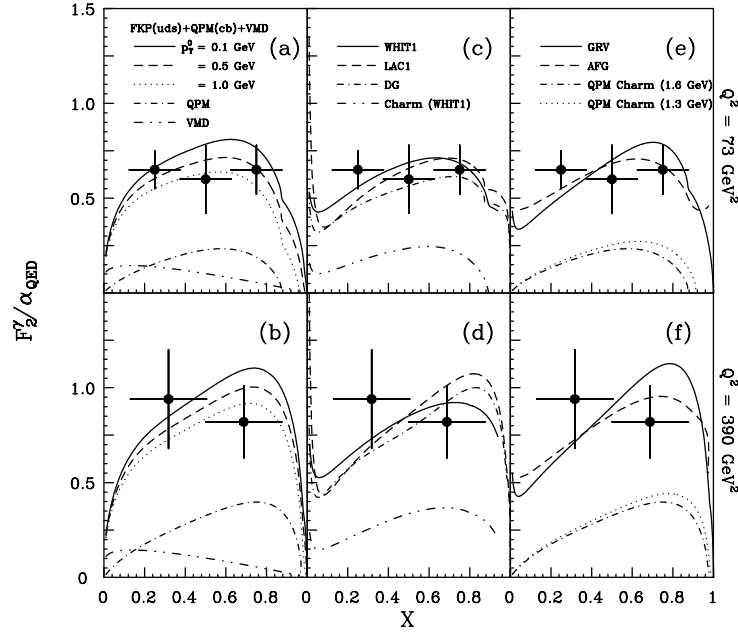 FKP(uds)+QPM(cb)+VMD
p_T^0 = 0.1 GeV
= 0.5 GeV
= 1.0 GeV
QPM
VMD
(a)
WHIT1
LAC1
DG
Charm (WHIT1)
(c)
GRV
AFG
QPM Charm (1.6 GeV)
QPM Charm (1.3 GeV)
(e)
1.5
1.0
0.5
Q² = 73 GeV²
F₂^γ/α_QED
(b)
(d)
(f)
1.0
0.5
0
Q² = 390 GeV²
0 0.2 0.4 0.6 0.8 0 0.2 0.4 0.6 0.8 0 0.2 0.4 0.6 0.8 1
X